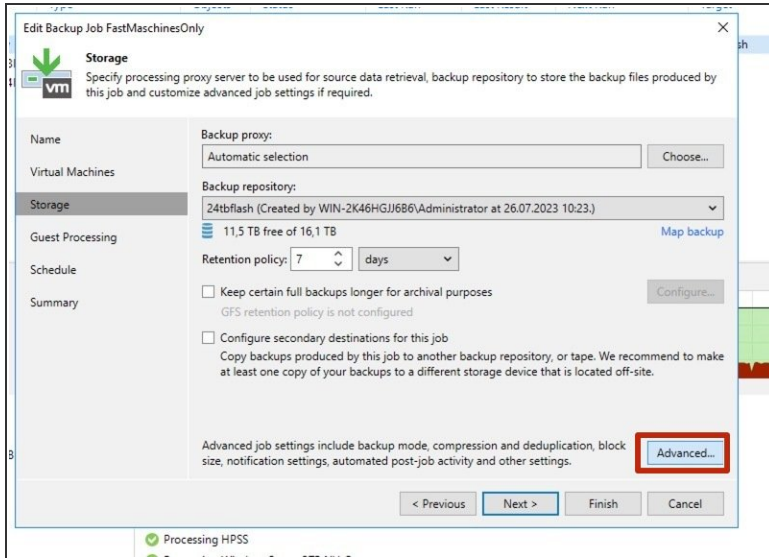 Edit Backup Job FastMaschinesOnly
Storage
Specify processing proxy server to be used for source data retrieval, backup repository to store the backup files produced by
this job and customize advanced job settings if required.
vm
Name
Virtual Machines
Storage
Guest Processing
Schedule
Summary
Backup proxy:
Automatic selection
Choose...
Backup repository:
24tbflash (Created by WIN-2K46HGJJ6B6\Administrator at 26.07.2023 10:23.)
11,5 TB free of 16,1 TB
Map backup
Retention policy: 7 days
Keep certain full backups longer for archival purposes
Configure...
GFS retention policy is not configured
Configure secondary destinations for this job
Copy backups produced by this job to another backup repository, or tape. We recommend to make
at least one copy of your backups to a different storage device that is located off-site.
Advanced job settings include backup mode, compression and deduplication, block
size, notification settings, automated post-job activity and other settings.
Advanced...
< Previous
Next >
Finish
Cancel
Processing HPSS